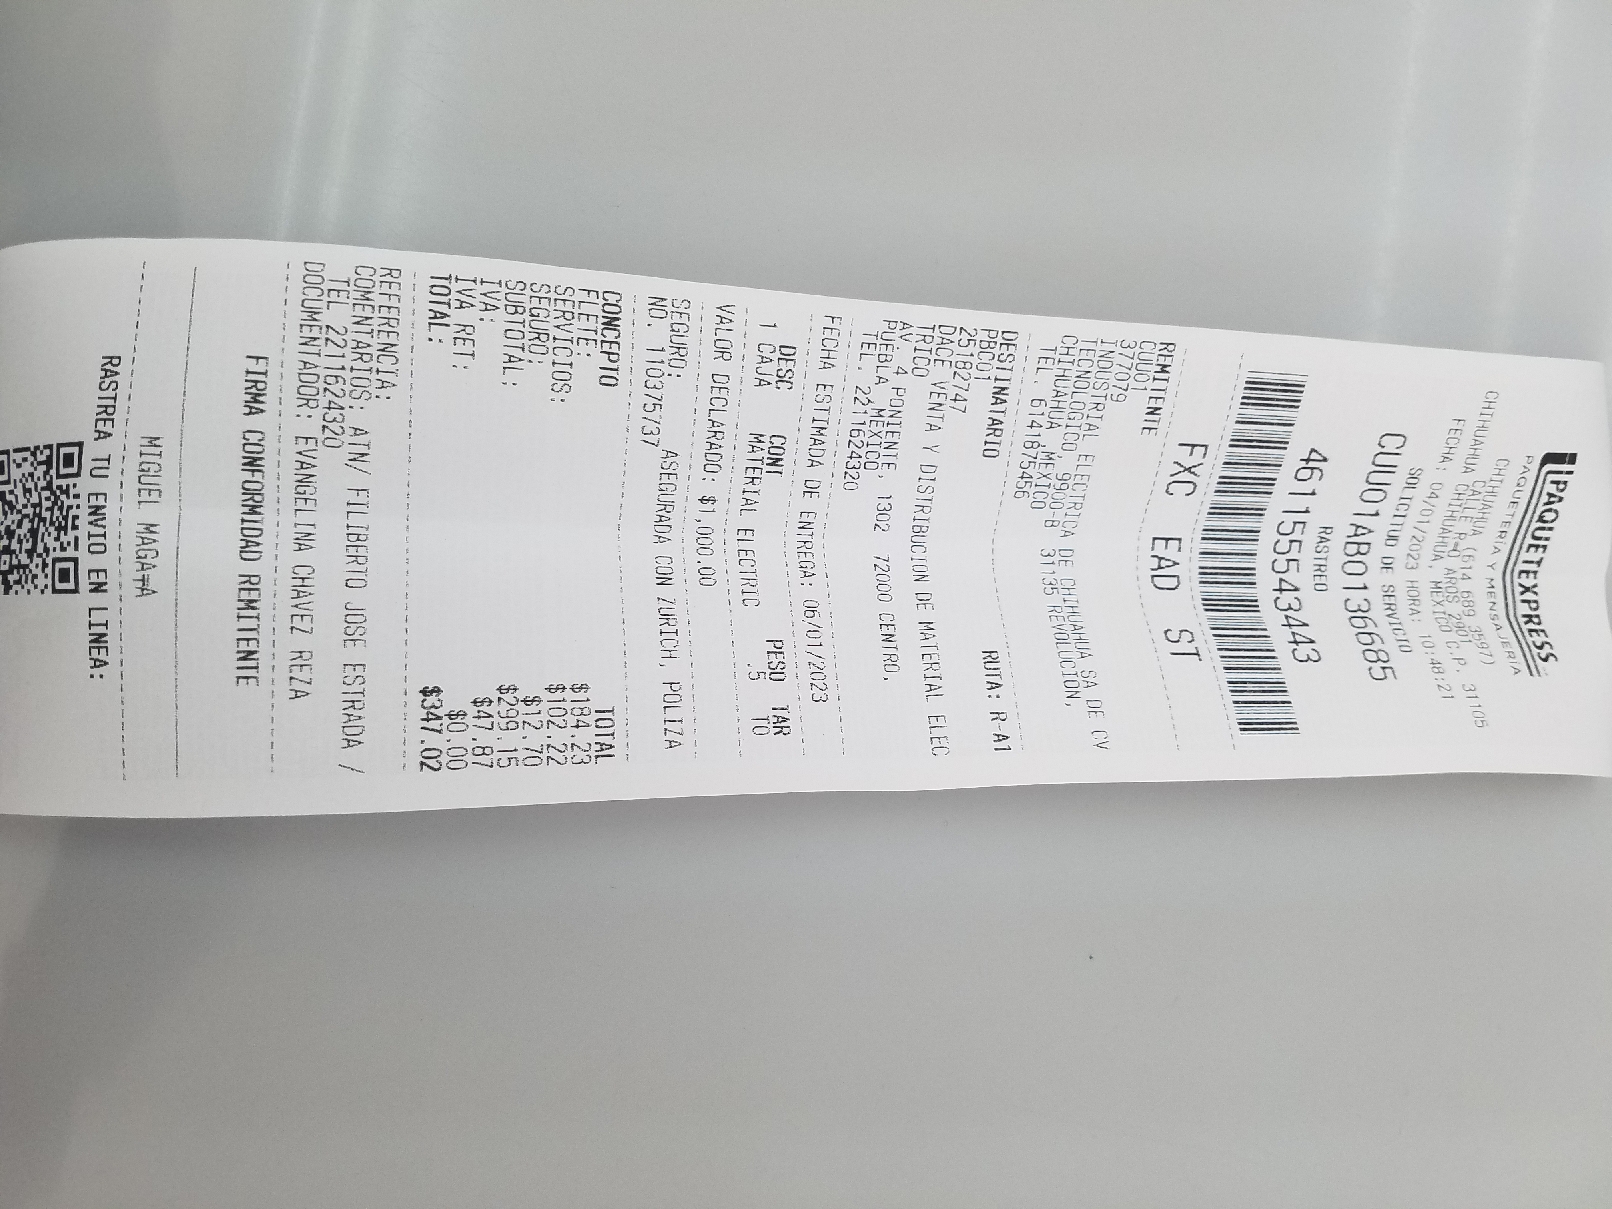 PAQUETEXPRESS
PAQUETERIA Y MENSAJERIA
CHIHUAHUA
CHIHUAHUA CALLE R=O AROS 2901 C.P. 31105
CHIHUAHUA, MEXICO
FECHA: 04/01/2023 HORA: 10:48:21
SOLICITUD DE SERVICIO
CUU01AB0136685
RASTREO
461155543443
FXC EAD ST
REMITENTE
CUU01
377079
INDUSTRIAL ELECTRICA DE CHIHUAHUA SA DE CV
TECNOLOGICO, 9900-B 31135 REVOLUCION,
CHIHUAHUA ,MEXICO
TEL. 6141875456
DESTINATARIO RUTA: R-A1
PBC01
25182747
DACE VENTA Y DISTRIBUCION DE MATERIAL ELEC
TRICO
AV. 4 PONIENTE , 1302 72000 CENTRO,
PUEBLA ,MEXICO
TEL. 2211624320
FECHA ESTIMADA DE ENTREGA: 06/01/2023
DESC CONT PESO TAR
1 CAJA MATERIAL ELECTRIC .5 TO
VALOR DECLARADO: $1,000.00
SEGURO: ASEGURADA CON ZURICH, POLIZA
NO. 110375737
CONCEPTO TOTAL
FLETE: $184.23
SERVICIOS: $102.22
SEGURO: $12.70
SUBTOTAL: $299.15
IVA: $47.87
IVA RET: $0.00
TOTAL: $347.02
REFERENCIA:
COMENTARIOS: ATN/ FILIBERTO JOSE ESTRADA /
TEL 2211624320
DOCUMENTADOR: EVANGELINA CHAVEZ REZA
FIRMA CONFORMIDAD REMITENTE
MIGUEL MAGA≠A
RASTREA TU ENVIO EN LINEA: